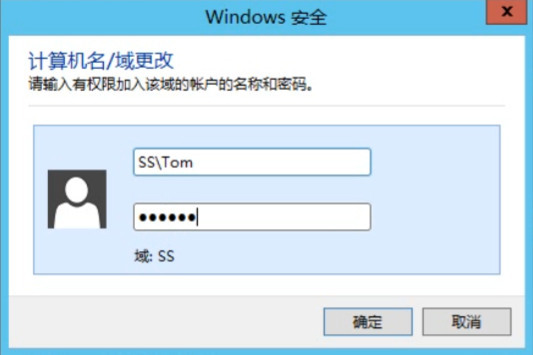 Windows 安全
x
计算机名/域更改
请输入有权限加入该域的帐户的名称和密码。
SS\Tom
●●●●●●
域: SS
确定
取消